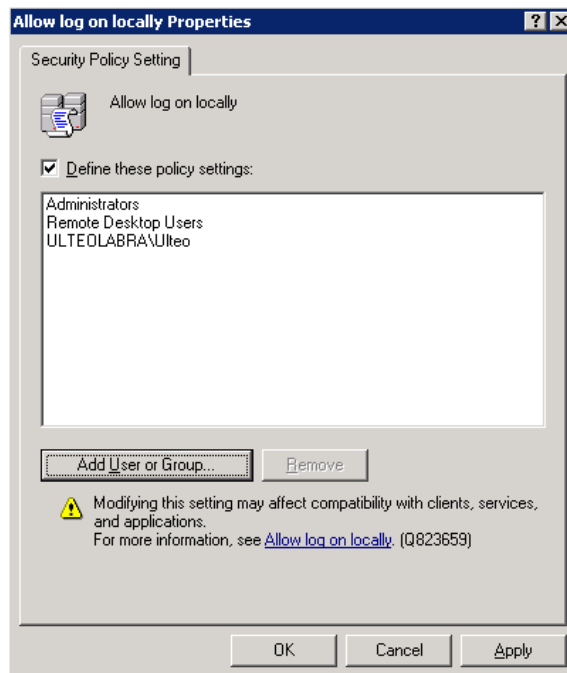 Allow log on locally Properties
Security Policy Setting
Allow log on locally
Define these policy settings:
Administrators
Remote Desktop Users
ULTEOLABRA\Ulteo
Add User or Group...
Remove
Modifying this setting may affect compatibility with clients, services,
and applications.
For more information, see Allow log on locally. (Q823659)
OK
Cancel
Apply